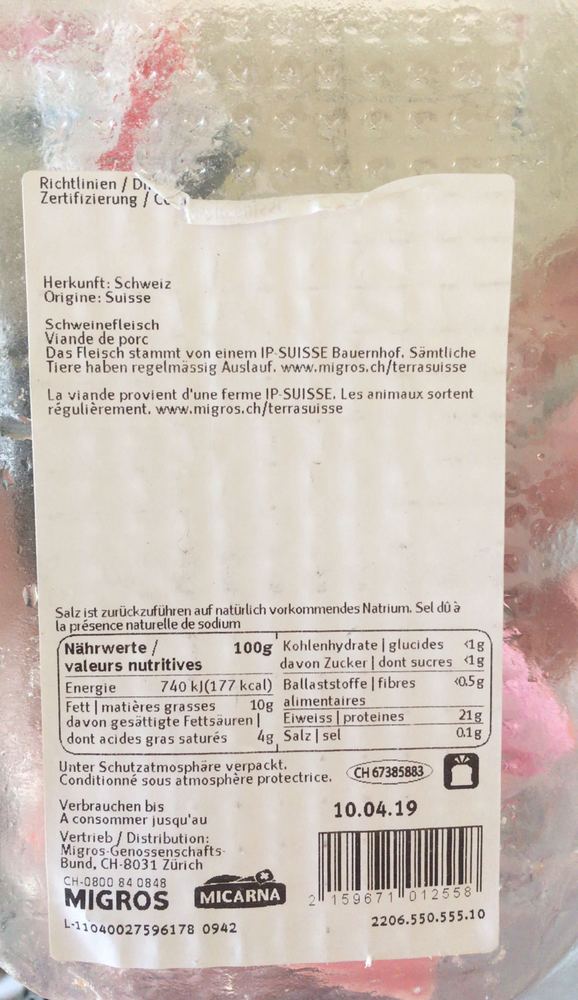 Richtlinien /
Zertifizierung /
Herkunft: Schweiz
Origine: Suisse
Schweinefleisch
Viande de porc
Das Fleisch stammt von einem IP-SUISSE Bauernhof. Sämtliche
Tiere haben regelmässig Auslauf. www.migros.ch/terrasuisse
La viande provient d'une ferme IP-SUISSE. Les animaux sortent
régulièrement. www.migros.ch/terrasuisse
Salz ist zurückzuführen auf natürlich vorkommendes Natrium. Sel dû à
la présence naturelle de sodium
Nährwerte / 100g
valeurs nutritives
Energie 740 kJ(177 kcal)
Fett | matières grasses 10g
davon gesättigte Fettsäuren |
dont acides gras saturés 4g
Kohlenhydrate | glucides <1g
davon Zucker | dont sucres <1g
Ballaststoffe | fibres <0.5g
alimentaires
Eiweiss | proteines 21g
Salz | sel 0.1g
Unter Schutzatmosphäre verpackt.
Conditionné sous atmosphère protectrice.
CH 67385883
Verbrauchen bis
A consommer jusqu'au
10.04.19
Vertrieb / Distribution:
Migros-Genossenschafts-
Bund, CH-8031 Zürich
CH-0800 84 0848
MIGROS
MICARNA
2 159671 012558
L-11040027596178 0942
2206.550.555.10